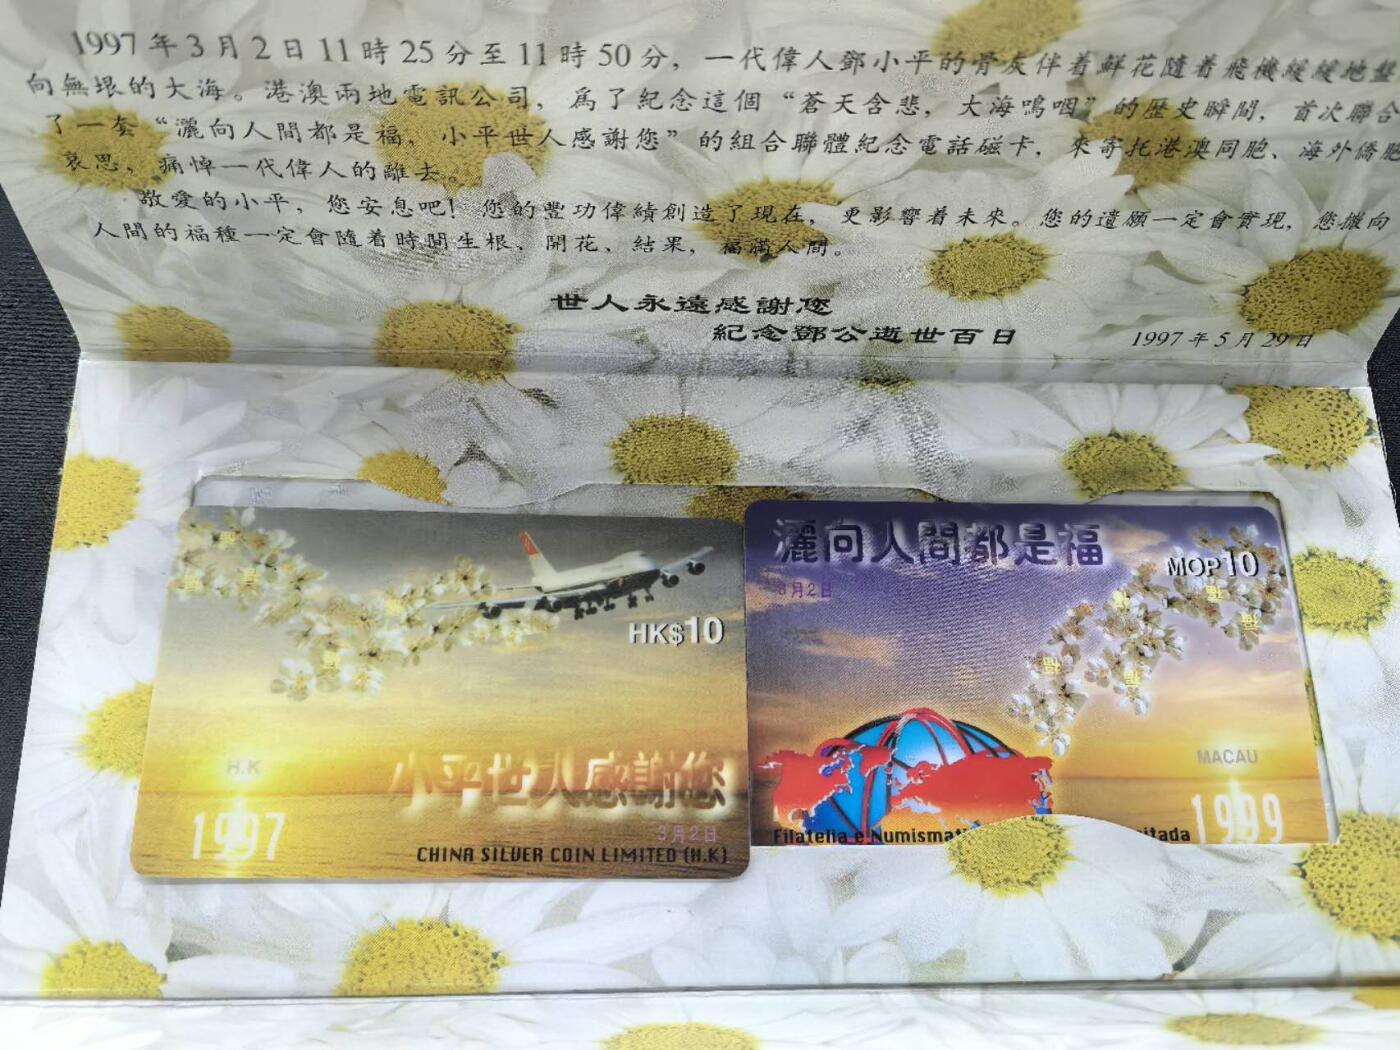 1997年3月2日11時25分至11時50分，一代偉人鄧小平的骨灰伴着鮮花隨着飛機緩緩地盤
向無垠的大海。港澳兩地電訊公司，爲了紀念這個“蒼天含悲，大海鳴咽”的歷史瞬間，首次聯合
了一套“灑向人間都是福，小平世人感謝您”的組合聯體紀念電話磁卡，來寄托港澳同胞、海外僑胞
哀思，痛悼一代偉人的離去。
敬愛的小平，您安息吧！您的豐功偉績創造了現在，更影響着未來。您的遺願一定會實現，您撒向
人間的福種一定會隨着時間生根、開花、結果，福滿人間。
世人永遠感謝您
紀念鄧公逝世百日
1997年5月29日
HK$10
H.K
小平世人感謝您
1997
3月2日
CHINA SILVER COIN LIMITED (H.K)
灑向人間都是福
MOP10
3月2日
MACAU
1999
Filatelia e Numismati
itada